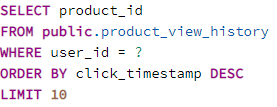 SELECT product_id
FROM public.product_view_history
WHERE user_id = ?
ORDER BY click_timestamp DESC
LIMIT 10